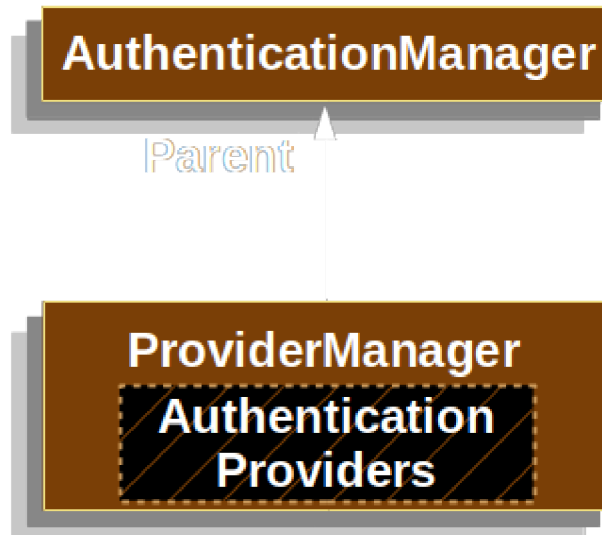 AuthenticationManager
Parent
ProviderManager
Authentication
Providers